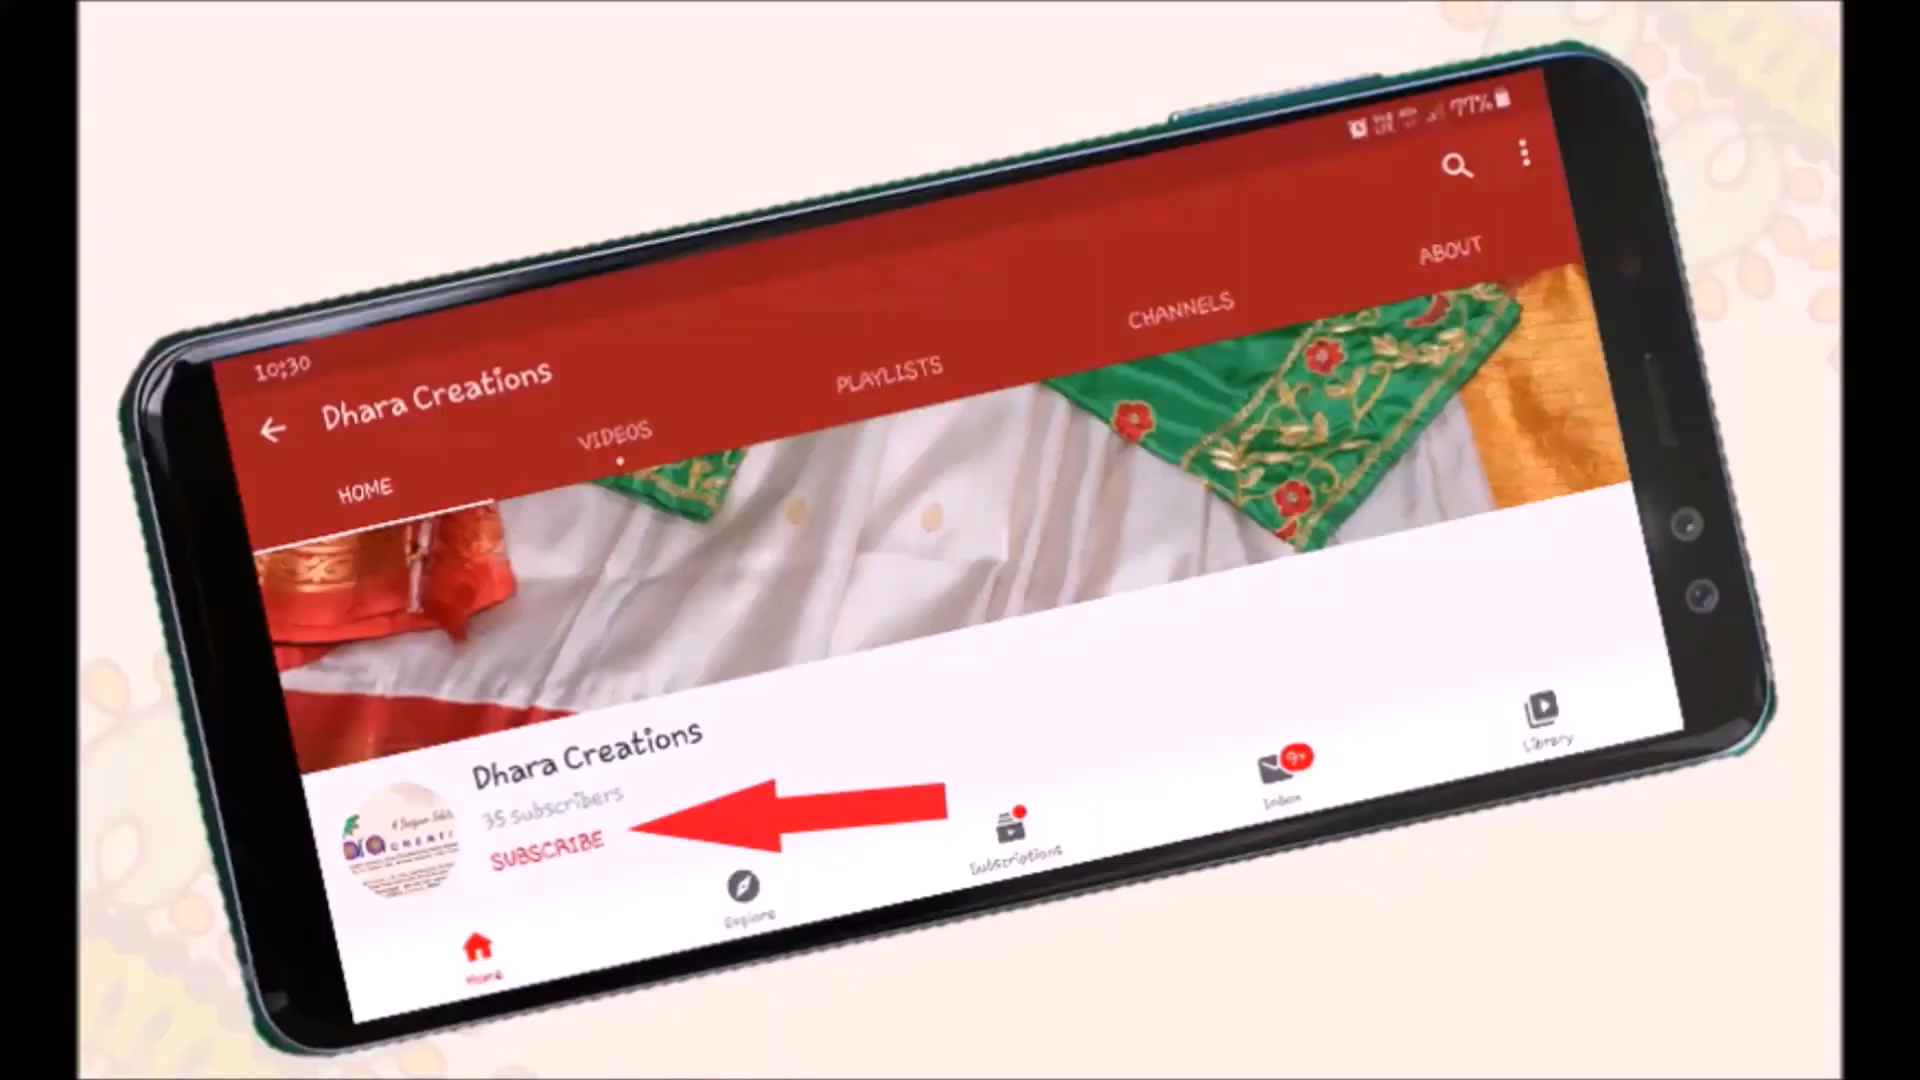 10:30
77%
Dhara Creations
HOME
VIDEOS
PLAYLISTS
CHANNELS
ABOUT
Dhara Creations
35 subscribers
SUBSCRIBE
Home
Explore
Subscriptions
Inbox
9+
Library